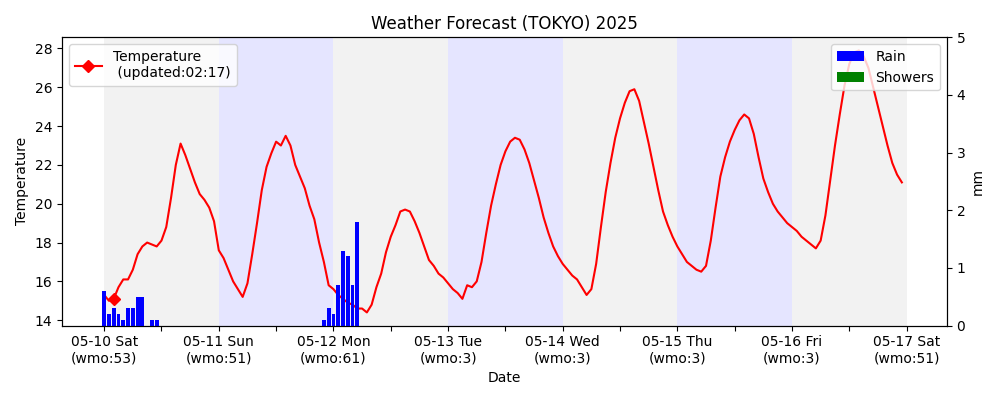 Weather Forecast (TOKYO) 2025
Temperature
(updated:02:17)
Rain
Showers
Temperature
28
26
24
22
20
18
16
14
5
4
3
2
1
0
mm
05-10 Sat
(wmo:53)
05-11 Sun
(wmo:51)
05-12 Mon
(wmo:61)
05-13 Tue
(wmo:3)
05-14 Wed
(wmo:3)
05-15 Thu
(wmo:3)
05-16 Fri
(wmo:3)
05-17 Sat
(wmo:51)
Date